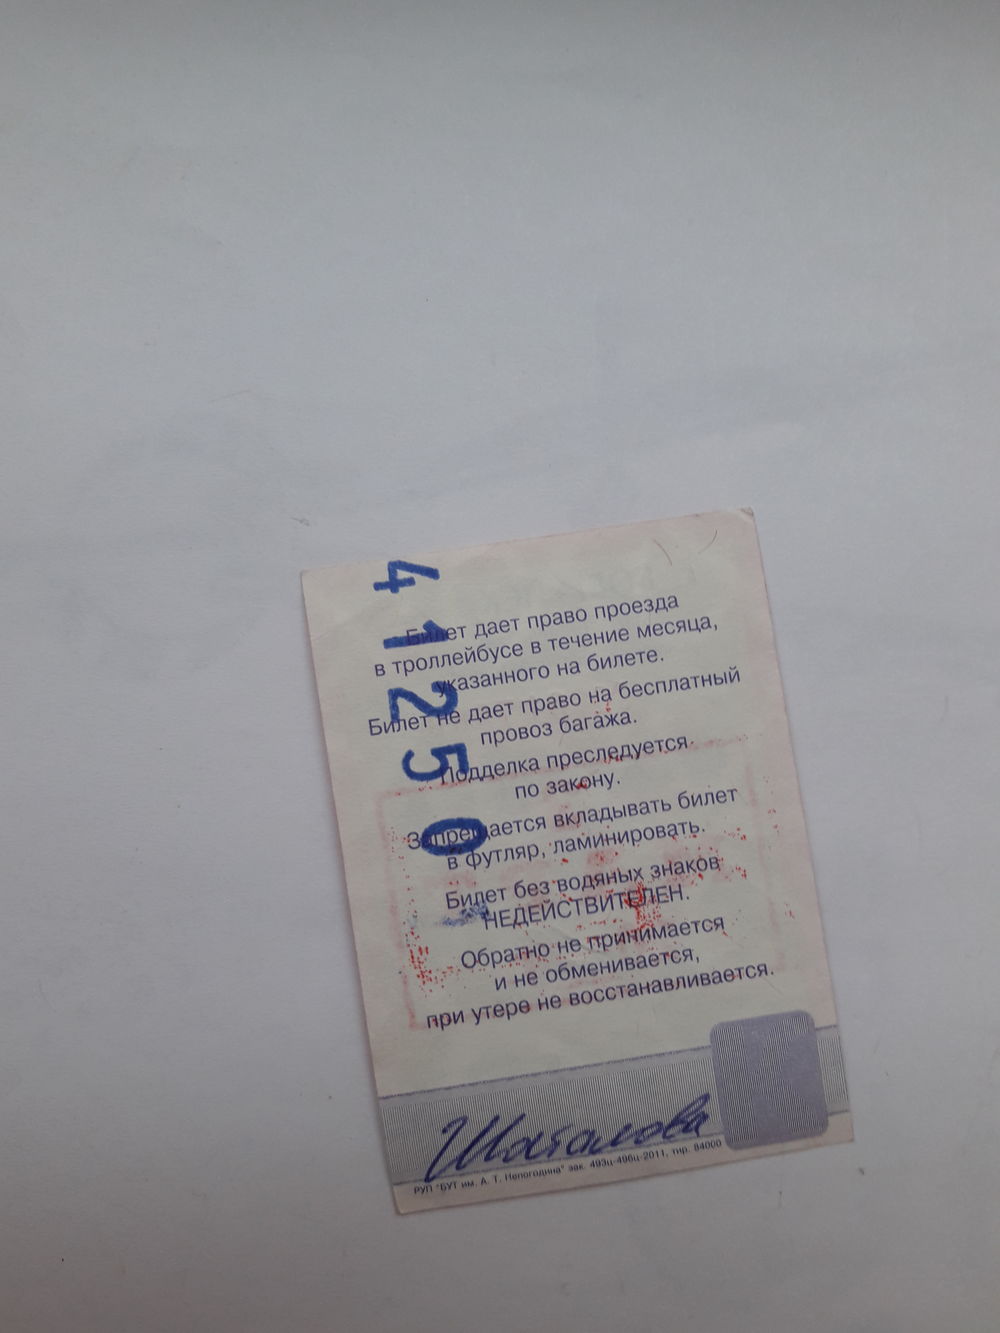 41250
Билет дает право проезда
в троллейбусе в течение месяца,
указанного на билете.
Билет не дает право на бесплатный
провоз багажа.
Подделка преследуется
по закону.
Запрещается вкладывать билет
в футляр, ламинировать.
Билет без водяных знаков
НЕДЕЙСТВИТЕЛЕН.
Обратно не принимается
и не обменивается,
при утере не восстанавливается.
Шаталова
РУП "БУТ им. А. Т. Непогодина" зак. 493ц-496ц-2011, тир. 84000